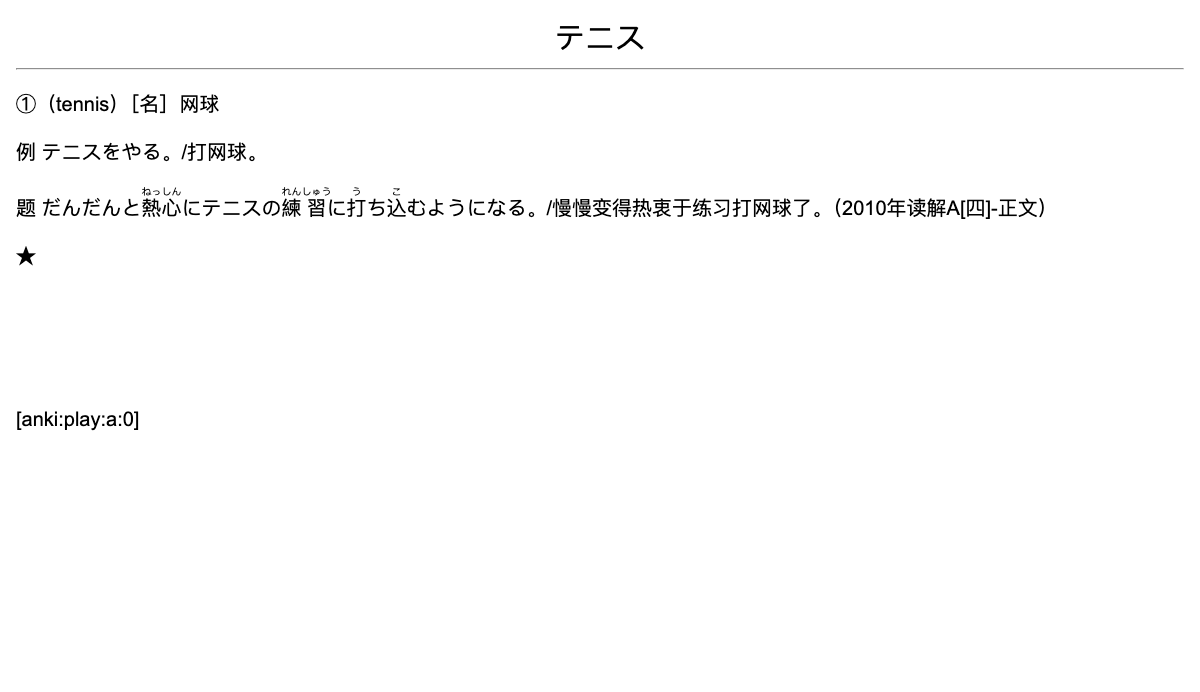 テニス
①（tennis）［名］网球
例 テニスをやる。/打网球。
题 だんだんと熱心にテニスの練習に打ち込むようになる。/慢慢变得热衷于练习打网球了。（2010年读解A[四]-正文）
ねっしん れんしゅう う こ
★
[anki:play:a:0]